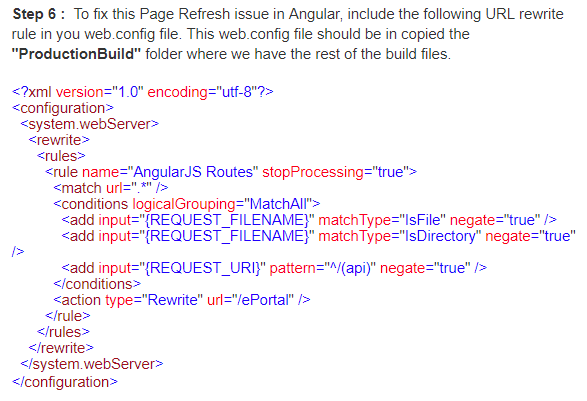 Step 6 : To fix this Page Refresh issue in Angular, include the following URL rewrite
rule in you web.config file. This web.config file should be in copied the
"ProductionBuild" folder where we have the rest of the build files.
<?xml version="1.0" encoding="utf-8"?>
<configuration>
<system.webServer>
<rewrite>
<rules>
<rule name="AngularJS Routes" stopProcessing="true">
<match url=".*" />
<conditions logicalGrouping="MatchAll">
<add input="{REQUEST_FILENAME}" matchType="IsFile" negate="true" />
<add input="{REQUEST_FILENAME}" matchType="IsDirectory" negate="true"
/>
<add input="{REQUEST_URI}" pattern="^/(api)" negate="true" />
</conditions>
<action type="Rewrite" url="/ePortal" />
</rule>
</rules>
</rewrite>
</system.webServer>
</configuration>